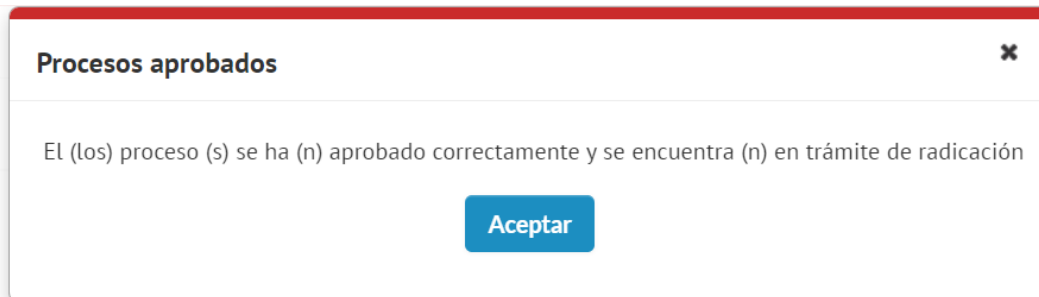 Procesos aprobados
El (los) proceso (s) se ha (n) aprobado correctamente y se encuentra (n) en trámite de radicación
Aceptar